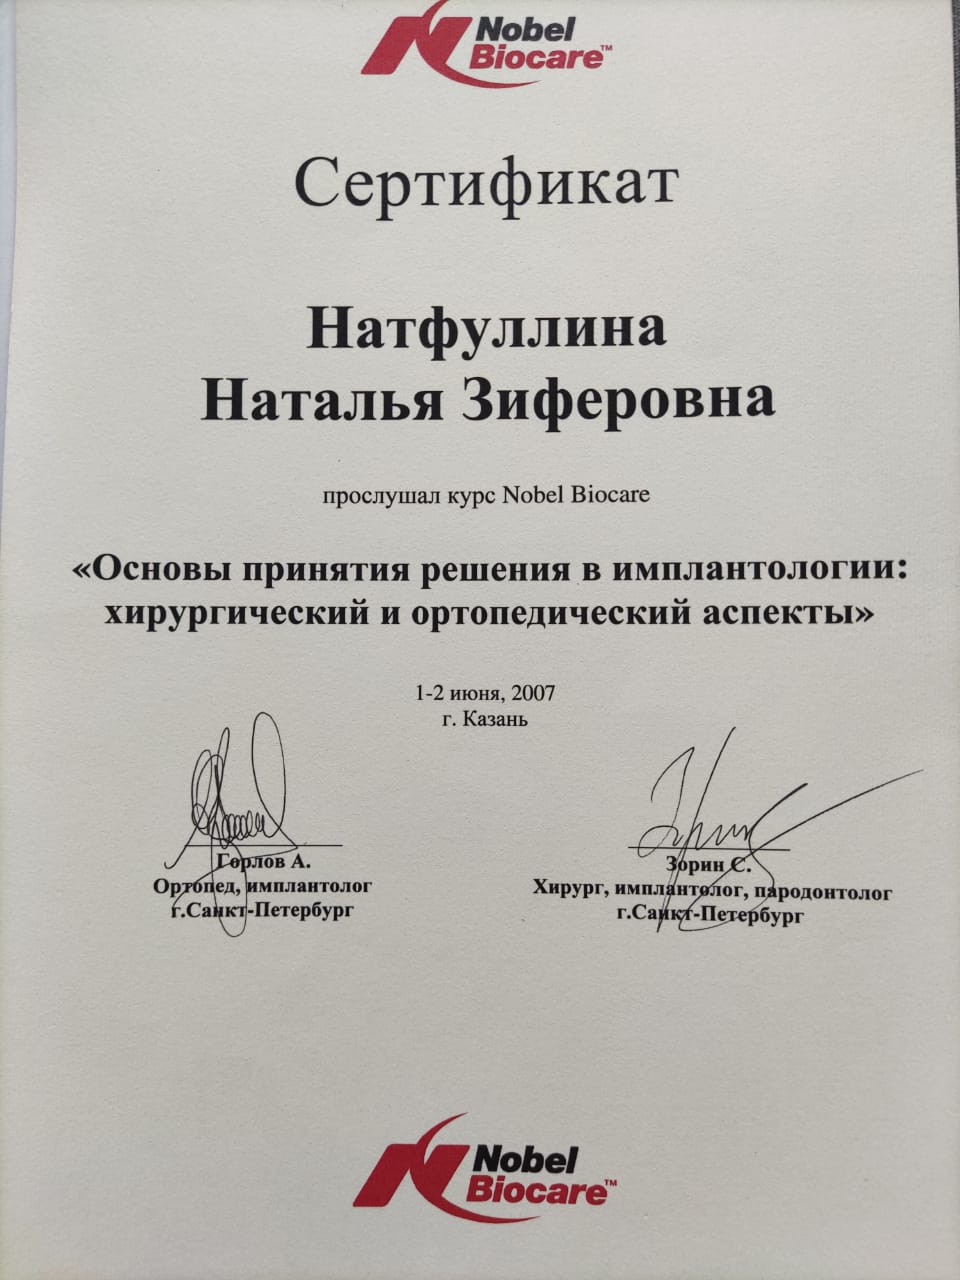 Nobel
Biocare™
Сертификат
Натфуллина
Наталья Зиферовна
прослушал курс Nobel Biocare
«Основы принятия решения в имплантологии:
хирургический и ортопедический аспекты»
1-2 июня, 2007
г. Казань
Горлов А.
Ортопед, имплантолог
г.Санкт-Петербург
Зорин С.
Хирург, имплантолог, пародонтолог
г.Санкт-Петербург
Nobel
Biocare™